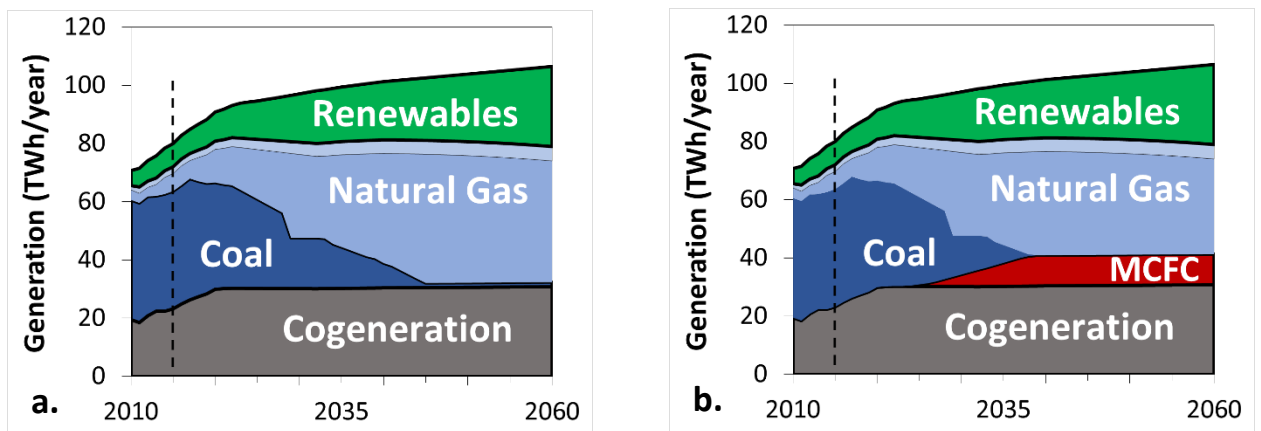 Generation (TWh/year)
120
100
80
60
40
20
0
Renewables
Natural Gas
Coal
Cogeneration
a.
2010
2035
2060
Generation (TWh/year)
120
100
80
60
40
20
0
Renewables
Natural Gas
Coal
MCFC
Cogeneration
b.
2010
2035
2060